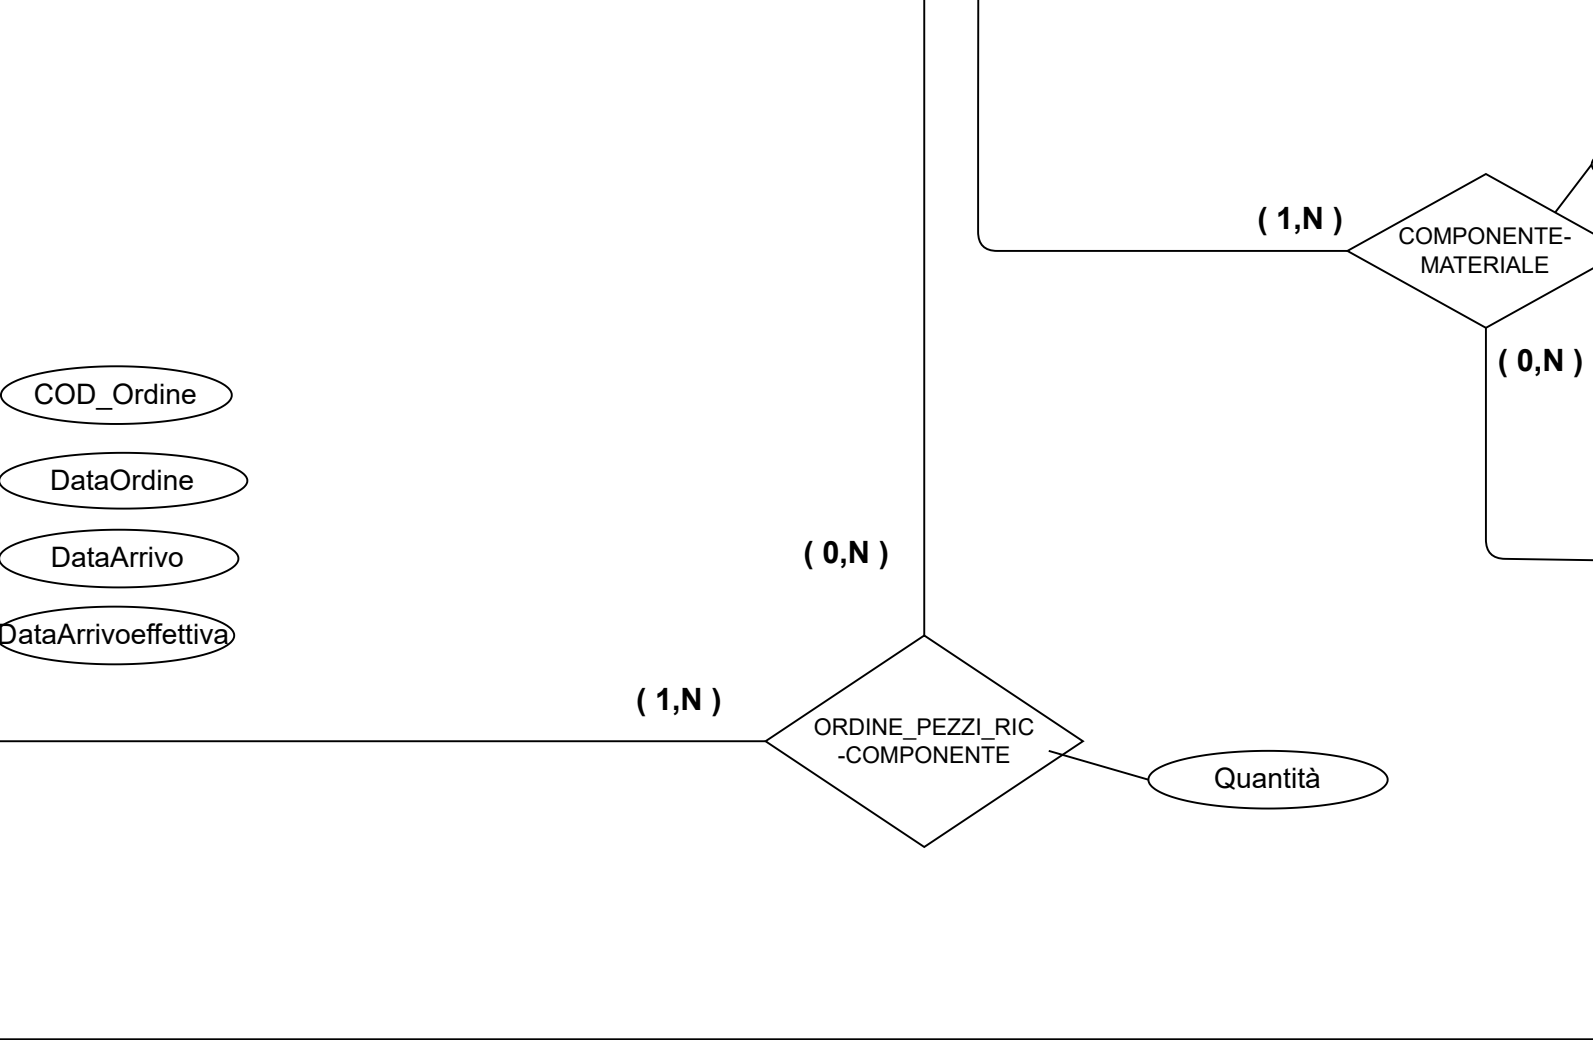 ( 1,N )
COMPONENTE-
MATERIALE
( 0,N )
COD_Ordine
DataOrdine
DataArrivo
DataArrivoeffettiva
( 0,N )
( 1,N )
ORDINE_PEZZI_RIC
-COMPONENTE
Quantità